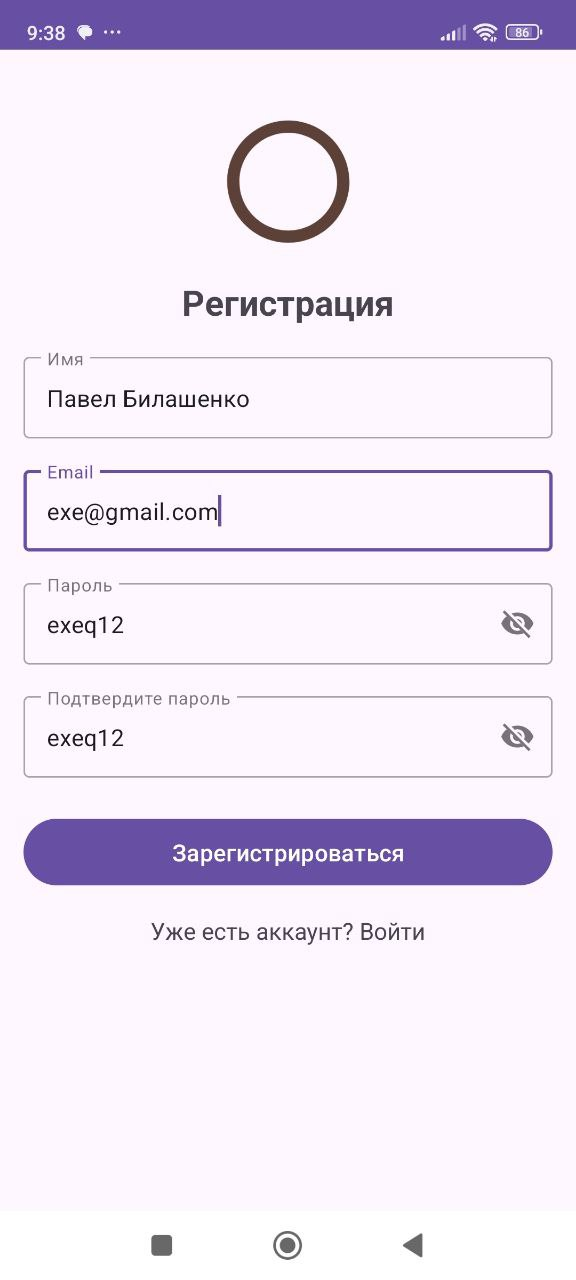 9:38
86
Регистрация
Имя
Павел Билашенко
Email
exe@gmail.com
Пароль
exeq12
Подтвердите пароль
exeq12
Зарегистрироваться
Уже есть аккаунт? Войти